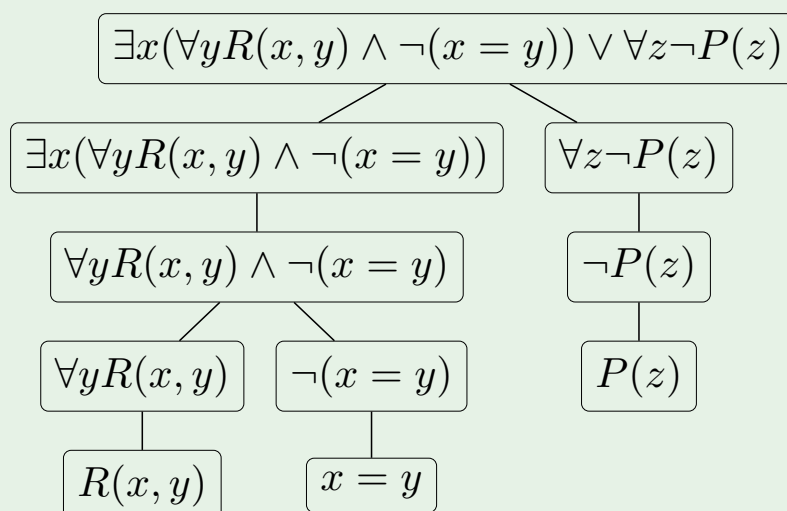 ∃x(∀yR(x, y) ∧ ¬(x = y)) ∨ ∀z¬P(z)
∃x(∀yR(x, y) ∧ ¬(x = y)) ∀z¬P(z)
∀yR(x, y) ∧ ¬(x = y) ¬P(z)
∀yR(x, y) ¬(x = y) P(z)
R(x, y) x = y